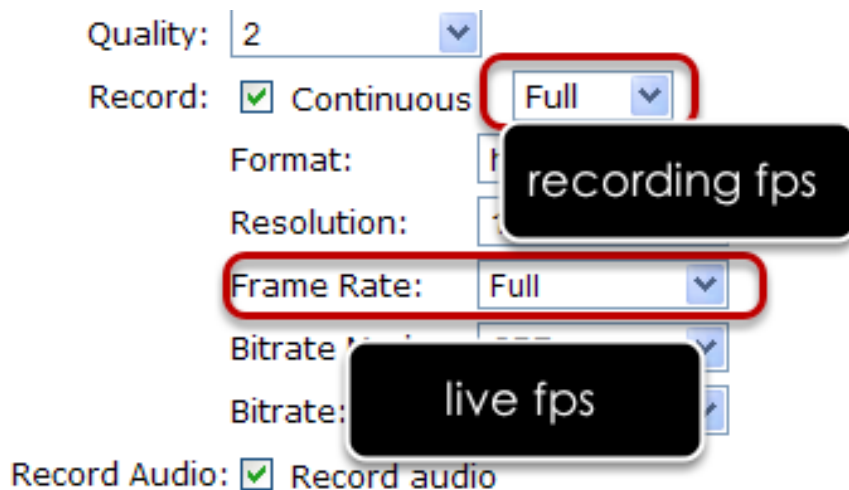 Quality: 2
Record: Continuous Full
Format:
recording fps
Resolution:
Frame Rate: Full
Bitrate
live fps
Bitrate:
Record Audio: Record audio